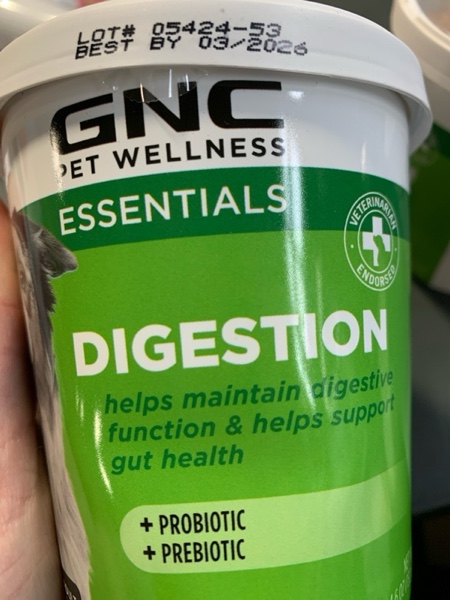 LOT# 05424-53
BEST BY 03/2026
GNC
PET WELLNESS
ESSENTIALS
VETERINARIAN
ENDORSED
DIGESTION
helps maintain digestive
function & helps support
gut health
+ PROBIOTIC
+ PREBIOTIC